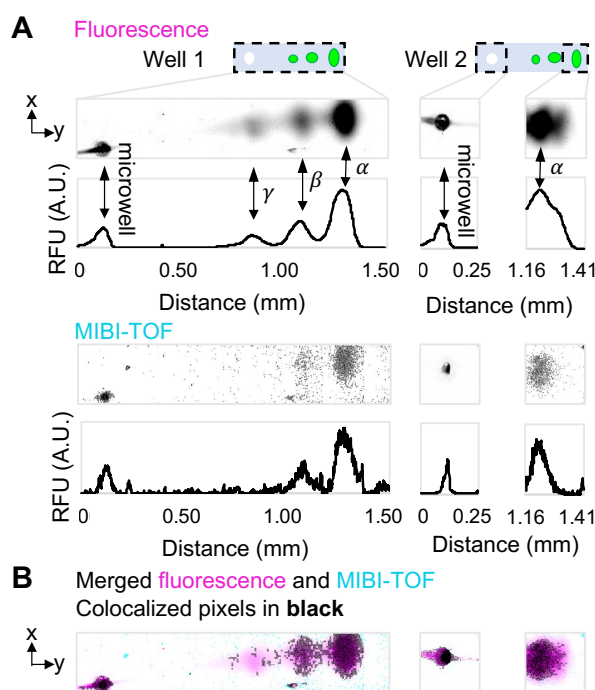 A
Fluorescence
Well 1
Well 2
x
y
microwell
γ
β
α
microwell
α
RFU (A.U.)
0 0.50 1.00 1.50
0 0.25
1.16 1.41
Distance (mm)
Distance (mm)
MIBI-TOF
RFU (A.U.)
0 0.50 1.00 1.50
0 0.25
1.16 1.41
Distance (mm)
Distance (mm)
B
Merged fluorescence and MIBI-TOF
Colocalized pixels in black
x
y